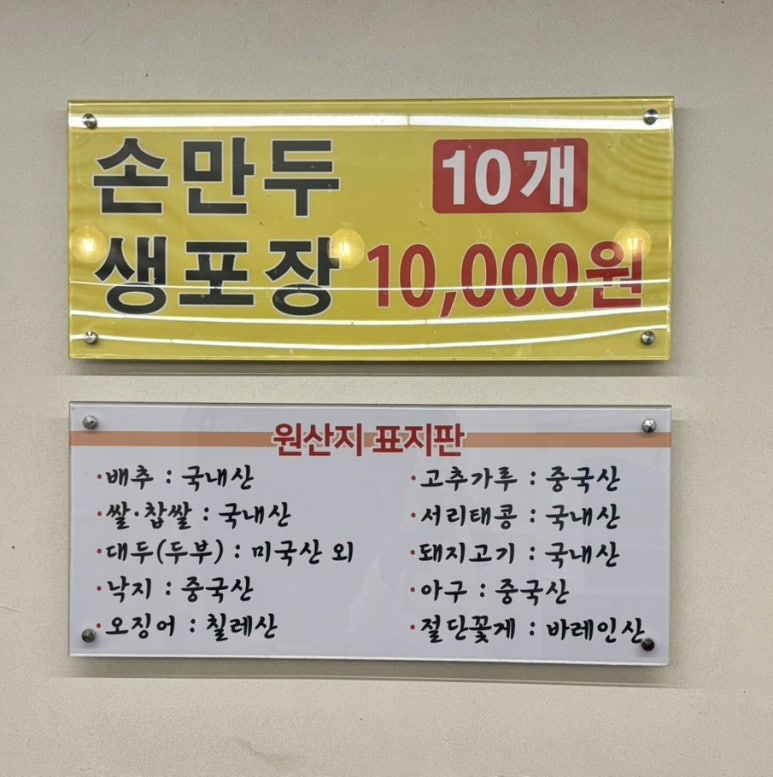 손만두 10개
생포장 10,000원
원산지 표지판
·배추 : 국내산
·쌀·찹쌀 : 국내산
·대두(두부) : 미국산 외
·낙지 : 중국산
·오징어 : 칠레산
·고추가루 : 중국산
·서리태콩 : 국내산
·돼지고기 : 국내산
·아구 : 중국산
·절단꽃게 : 바레인산